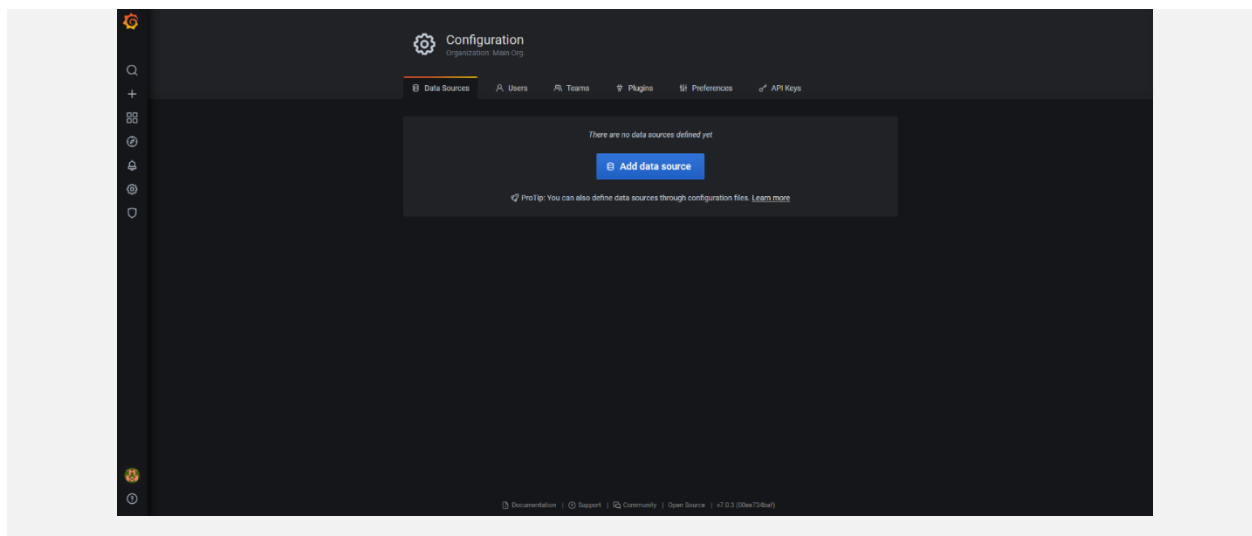 Configuration
Organization: Main Org.
Data Sources Users Teams Plugins Preferences API Keys
There are no data sources defined yet
Add data source
ProTip: You can also define data sources through configuration files. Learn more
Documentation | Support | Community | Open Source | v7.0.3 (00ee734baf)